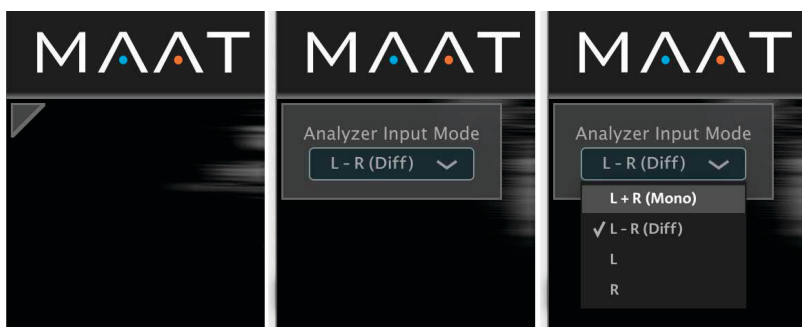 MAAT
MAAT
Analyzer Input Mode
L - R (Diff)
MAAT
Analyzer Input Mode
L - R (Diff)
L + R (Mono)
L - R (Diff)
L
R